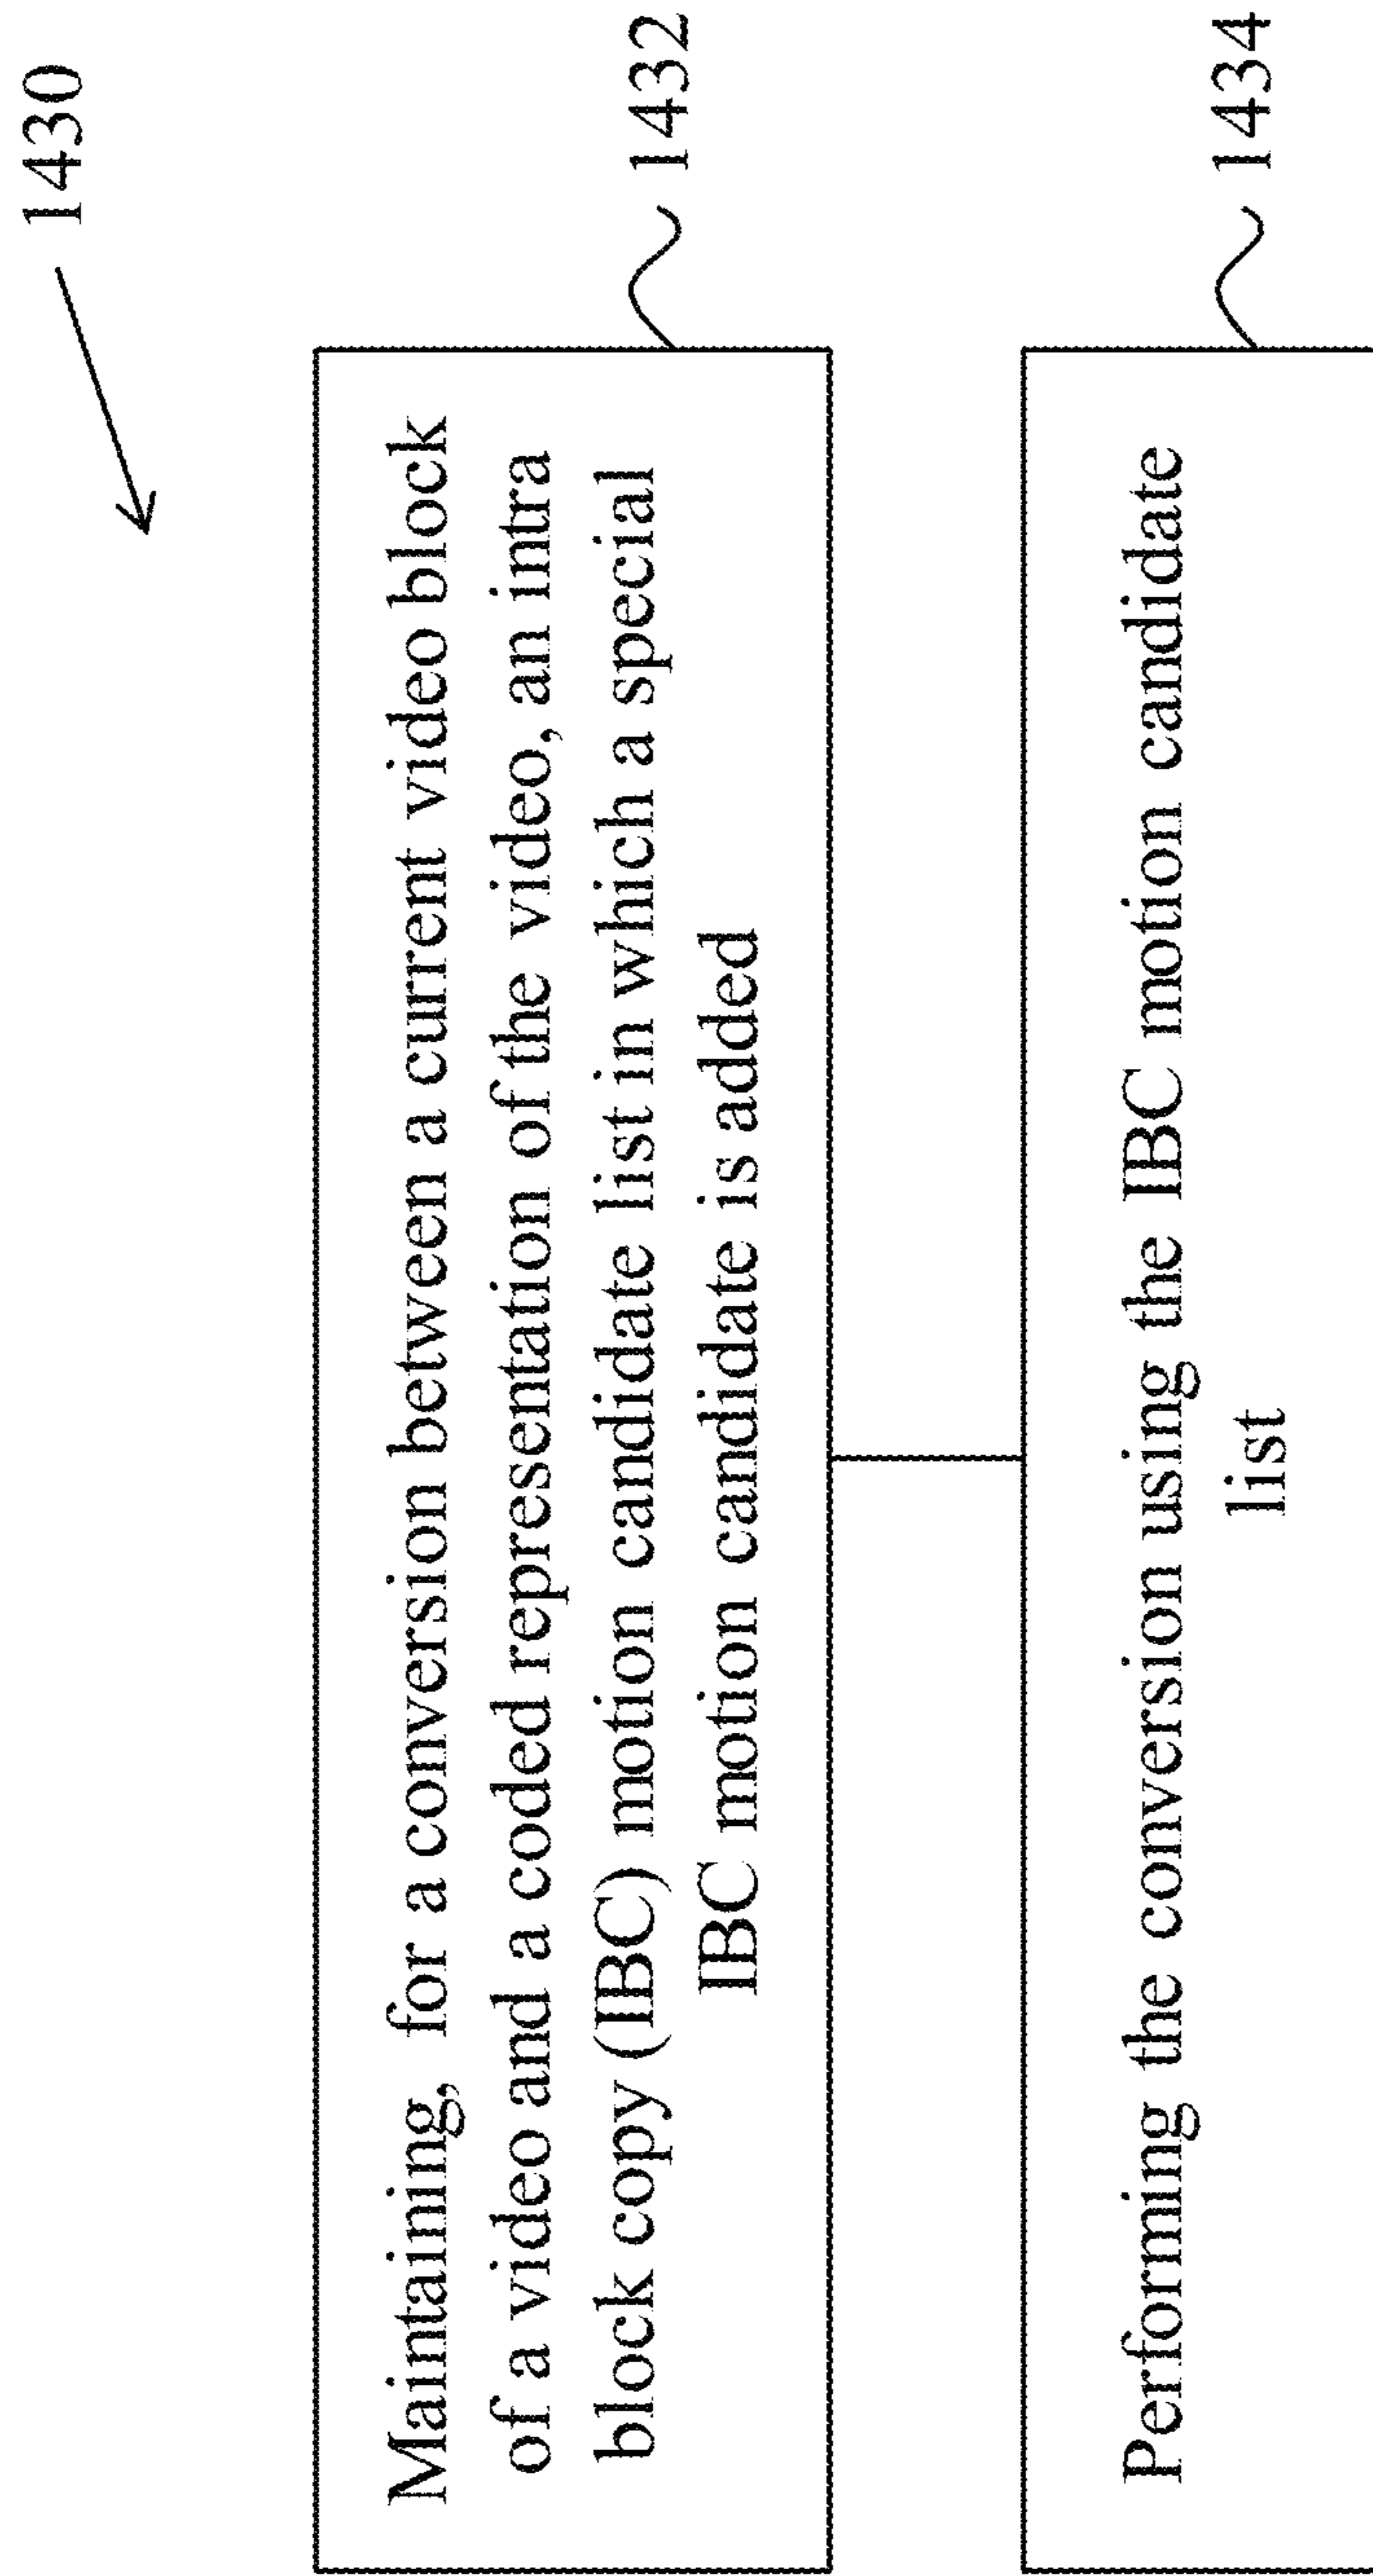 1430
Maintaining, for a conversion between a current video block
of a video and a coded representation of the video, an intra
block copy (IBC) motion candidate list in which a special
IBC motion candidate is added
1432
Performing the conversion using the IBC motion candidate
list
1434